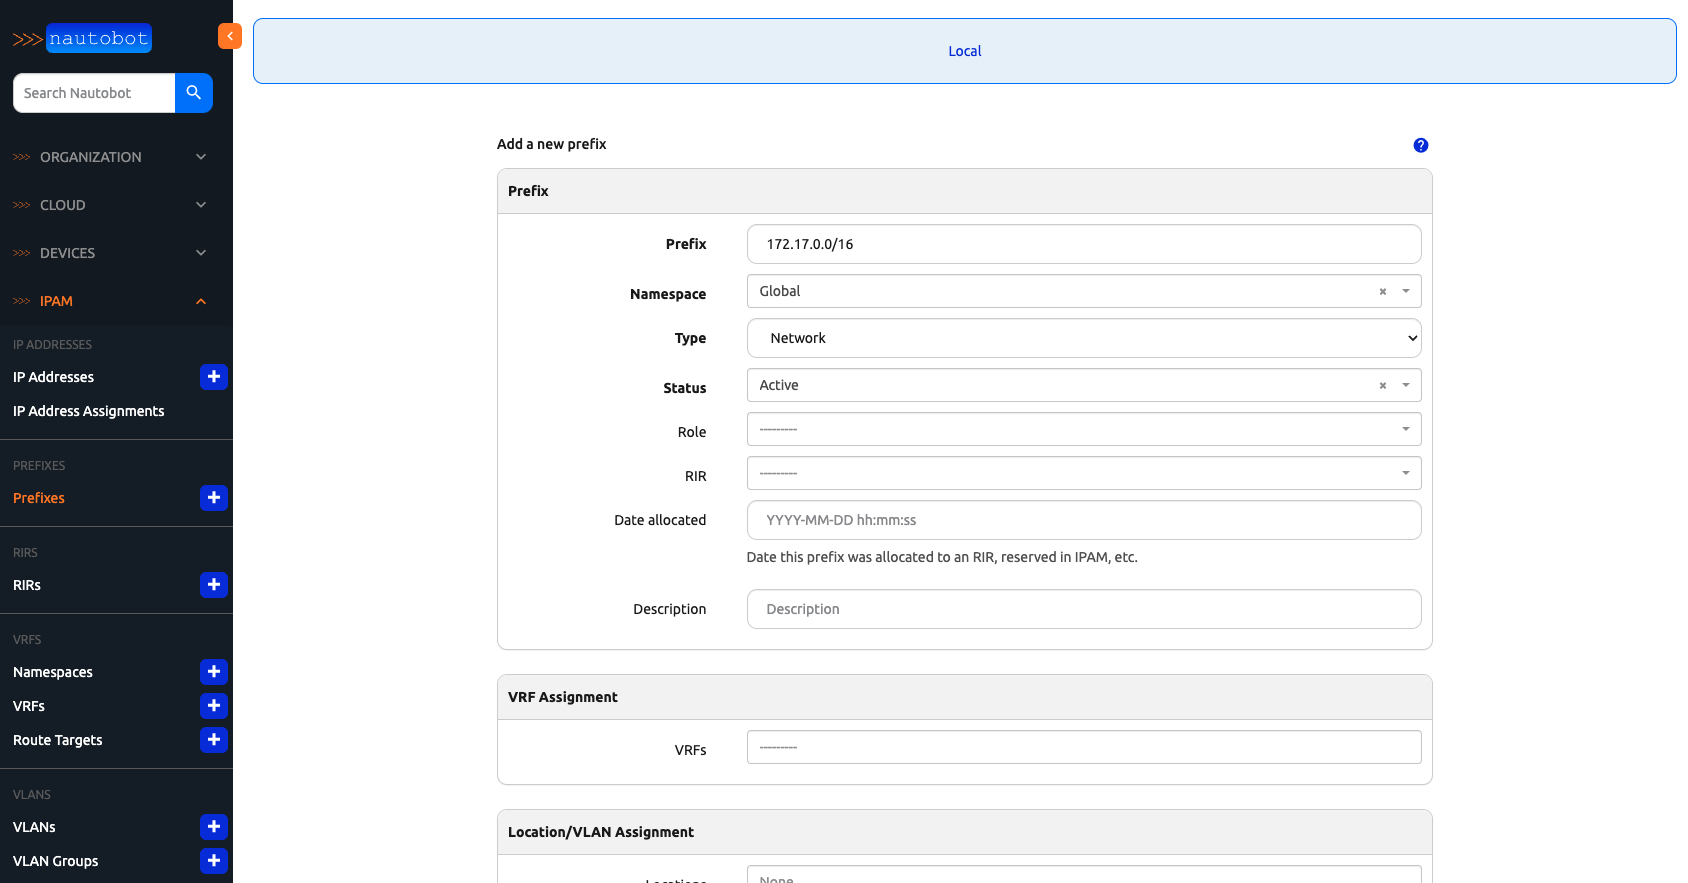 >>> nautobot
Search Nautobot
>>> ORGANIZATION
>>> CLOUD
>>> DEVICES
>>> IPAM
IP ADDRESSES
IP Addresses
IP Address Assignments
PREFIXES
Prefixes
RIRS
RIRs
VRFS
Namespaces
VRFs
Route Targets
VLANS
VLANs
VLAN Groups
Local
Add a new prefix
Prefix
Prefix 172.17.0.0/16
Namespace Global
Type Network
Status Active
Role ---------
RIR ---------
Date allocated YYYY-MM-DD hh:mm:ss
Date this prefix was allocated to an RIR, reserved in IPAM, etc.
Description Description
VRF Assignment
VRFs ---------
Location/VLAN Assignment
Locations None